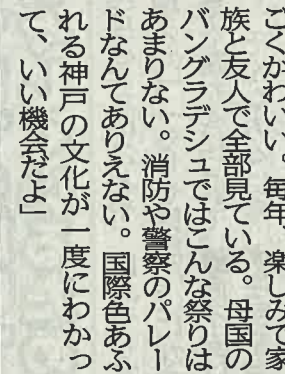 ごくかわいい。毎年、楽しみて家
族と友人で全部見ている。母国の
バングラデシュではこんな祭りは
あまりない。消防や警察のパレー
ドなんてありえない。国際色あふ
れる神戸の文化が一度にわかっ
て、いい機会だよ」